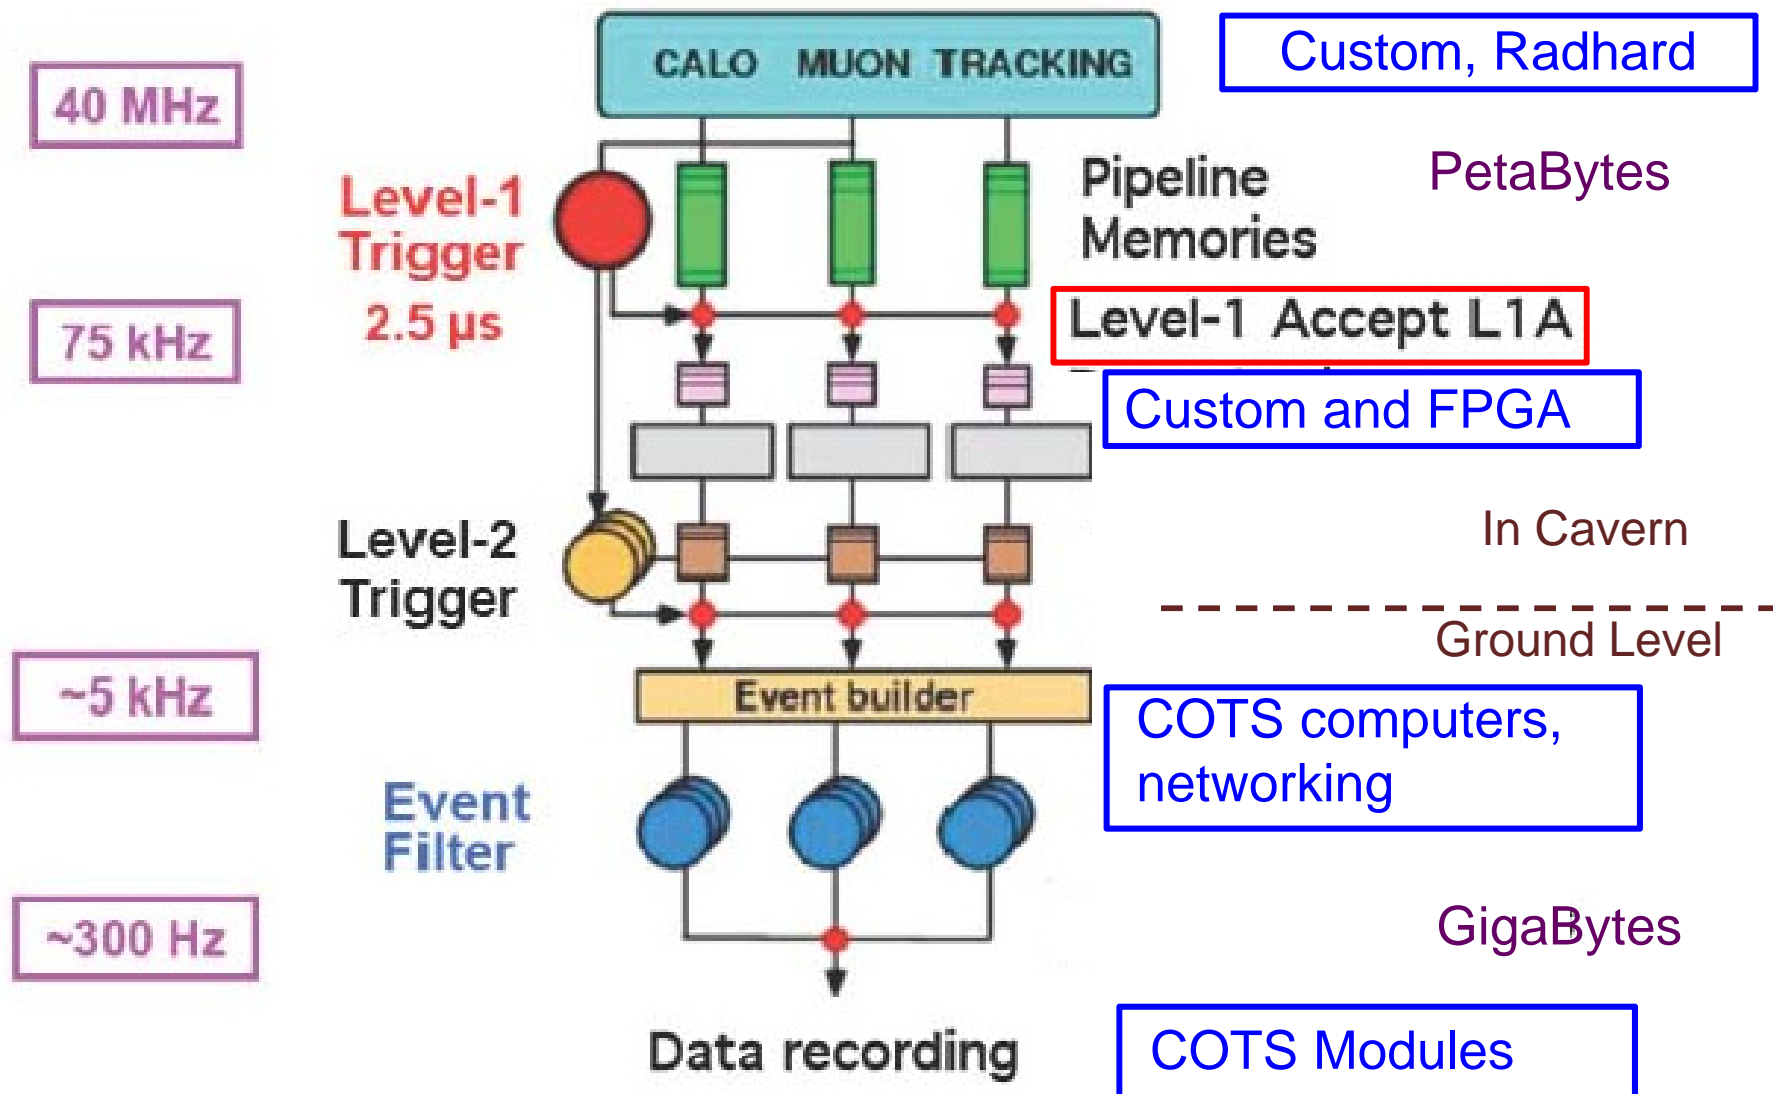 CALO MUON TRACKING
Custom, Radhard
40 MHz
Level-1
Trigger
2.5 µs
Pipeline
Memories
PetaBytes
75 kHz
Level-1 Accept L1A
Custom and FPGA
Level-2
Trigger
In Cavern
Ground Level
~5 kHz
Event builder
COTS computers,
networking
Event
Filter
~300 Hz
GigaBytes
Data recording
COTS Modules